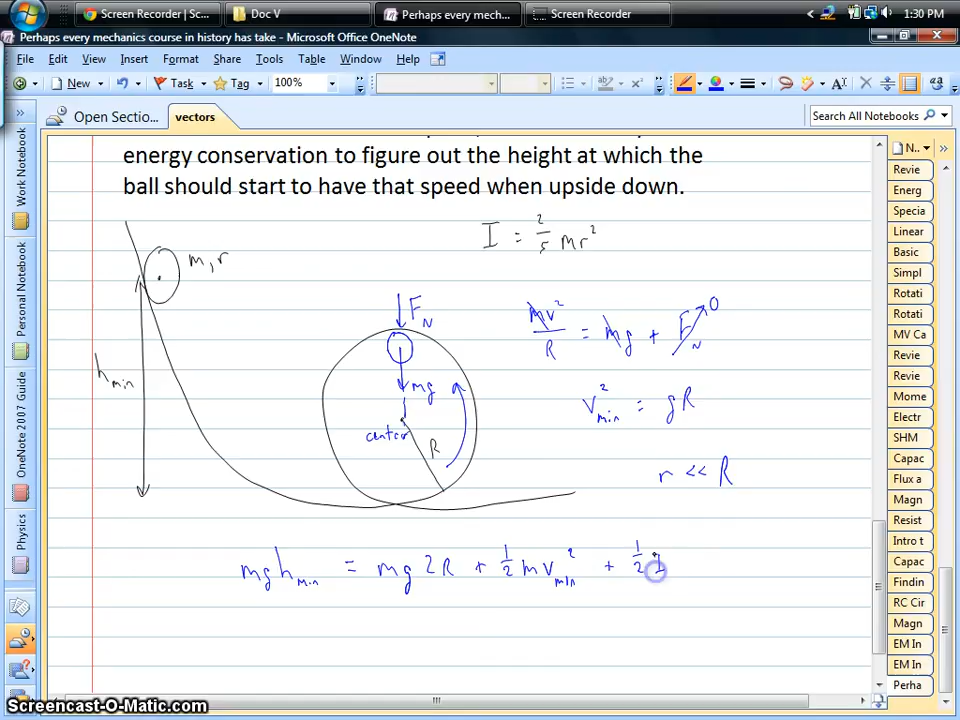 Screen Recorder | Sc...
Doc V
Perhaps every mech...
Screen Recorder
1:30 PM
Perhaps every mechanics course in history has take - Microsoft Office OneNote
File Edit View Insert Format Share Tools Table Window Help
New Task Tag 100%
Open Sectio... vectors Search All Notebooks
energy conservation to figure out the height at which the
ball should start to have that speed when upside down.
I = 2/5 mr²
m, r
F_N
mv²/R = mg + F_N 0
h_min
mg
v²_min = gR
center
R
r << R
mgh_min = mg2R + 1/2 mv²_min + 1/2 I
Work Notebook
Personal Notebook
OneNote 2007 Guide
Physics
N..
Revie
Energ
Specia
Linear
Basic
Simpl
Rotati
Rotati
MV Ca
Revie
Revie
Mome
Electr
SHM
Capac
Flux a
Magn
Resist
Intro t
Capac
Findin
RC Cir
Magn
EM In
EM In
Perha
Screencast-O-Matic.com